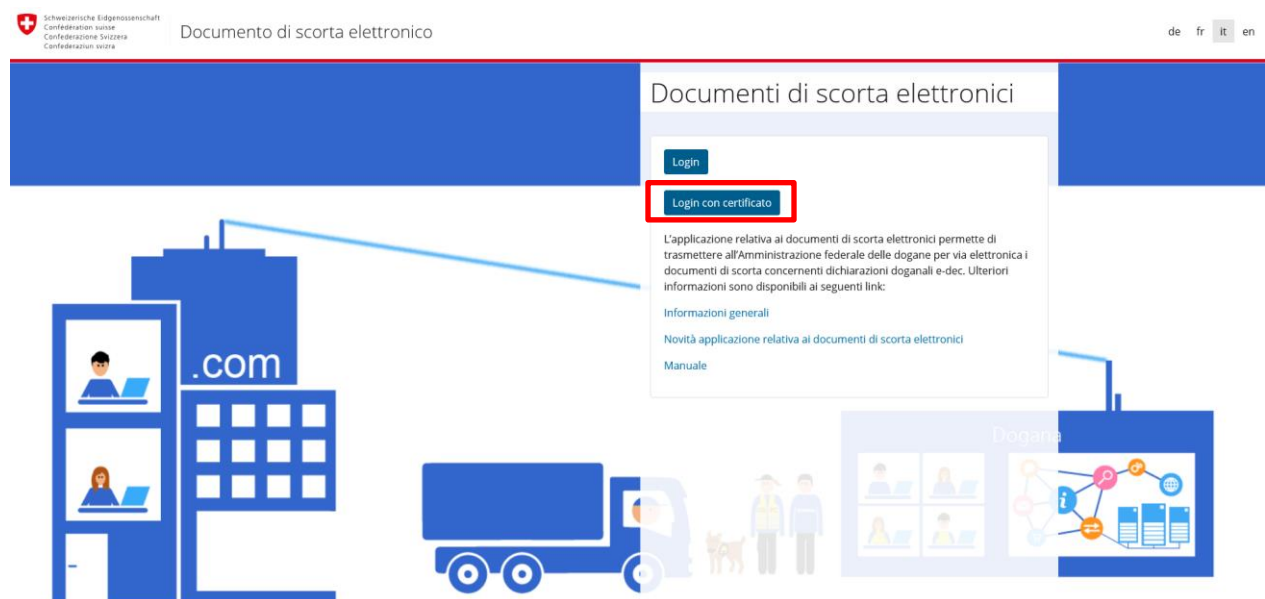 Schweizerische Eidgenossenschaft
Confédération suisse
Confederazione Svizzera
Confederaziun svizra
Documento di scorta elettronico
de fr it en
Documenti di scorta elettronici
Login
Login con certificato
L'applicazione relativa ai documenti di scorta elettronici permette di
trasmettere all'Amministrazione federale delle dogane per via elettronica i
documenti di scorta concernenti dichiarazioni doganali e-dec. Ulteriori
informazioni sono disponibili ai seguenti link:
Informazioni generali
Novità applicazione relativa ai documenti di scorta elettronici
Manuale
.com
Dogana